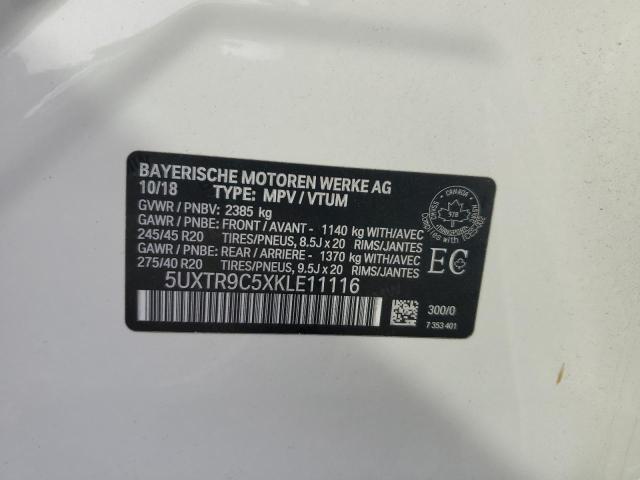 BAYERISCHE MOTOREN WERKE AG
10/18 TYPE: MPV / VTUM
GVWR / PNBV: 2385 kg
GAWR / PNBE: FRONT / AVANT - 1140 kg WITH/AVEC
245/45 R20 TIRES/PNEUS, 8.5J x 20 RIMS/JANTES
GAWR / PNBE: REAR / ARRIERE - 1370 kg WITH/AVEC
275/40 R20 TIRES/PNEUS, 9.5J x 20 RIMS/JANTES
5UXTR9C5XKLE11116
CANADA
978
EC
300/0
7 353 401